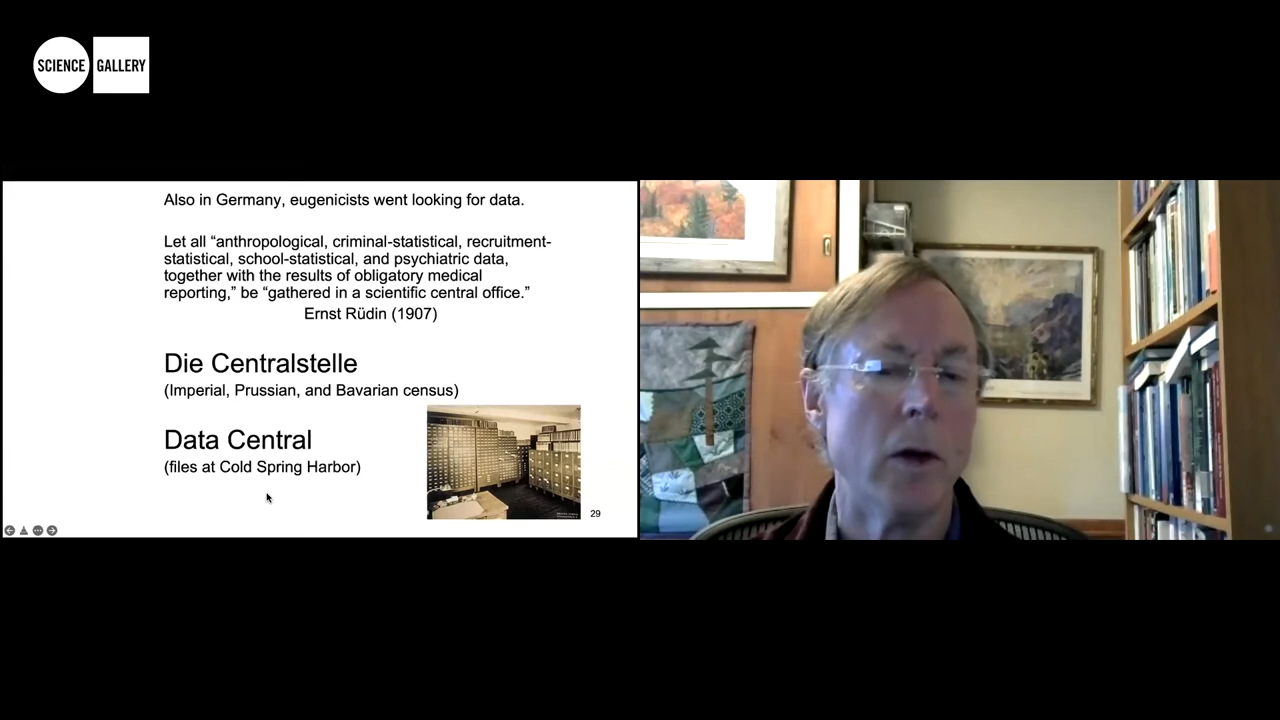 SCIENCE GALLERY
Also in Germany, eugenicists went looking for data.
Let all “anthropological, criminal-statistical, recruitment-
statistical, school-statistical, and psychiatric data,
together with the results of obligatory medical
reporting,” be “gathered in a scientific central office.”
Ernst Rüdin (1907)
Die Centralstelle
(Imperial, Prussian, and Bavarian census)
Data Central
(files at Cold Spring Harbor)
29